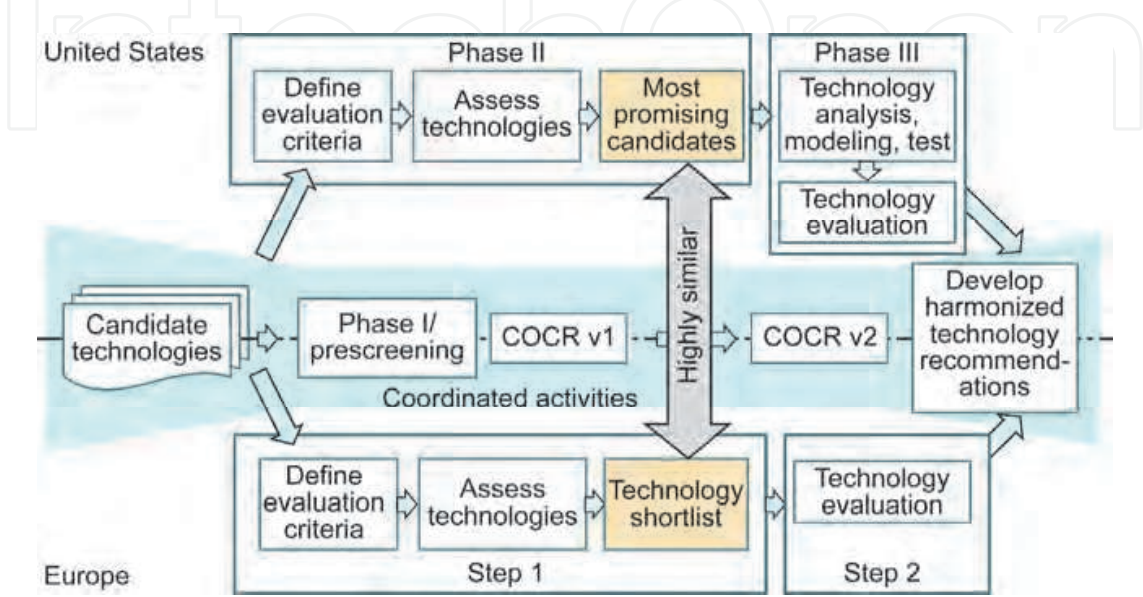 IntechOpen
United States
Phase II
Phase III
Define
evaluation
criteria
Assess
technologies
Most
promising
candidates
Technology
analysis,
modeling, test
Technology
evaluation
Candidate
technologies
Phase I/
prescreening
COCR v1
Highly similar
COCR v2
Develop
harmonized
technology
recommend-
ations
Coordinated activities
Define
evaluation
criteria
Assess
technologies
Technology
shortlist
Technology
evaluation
Europe
Step 1
Step 2